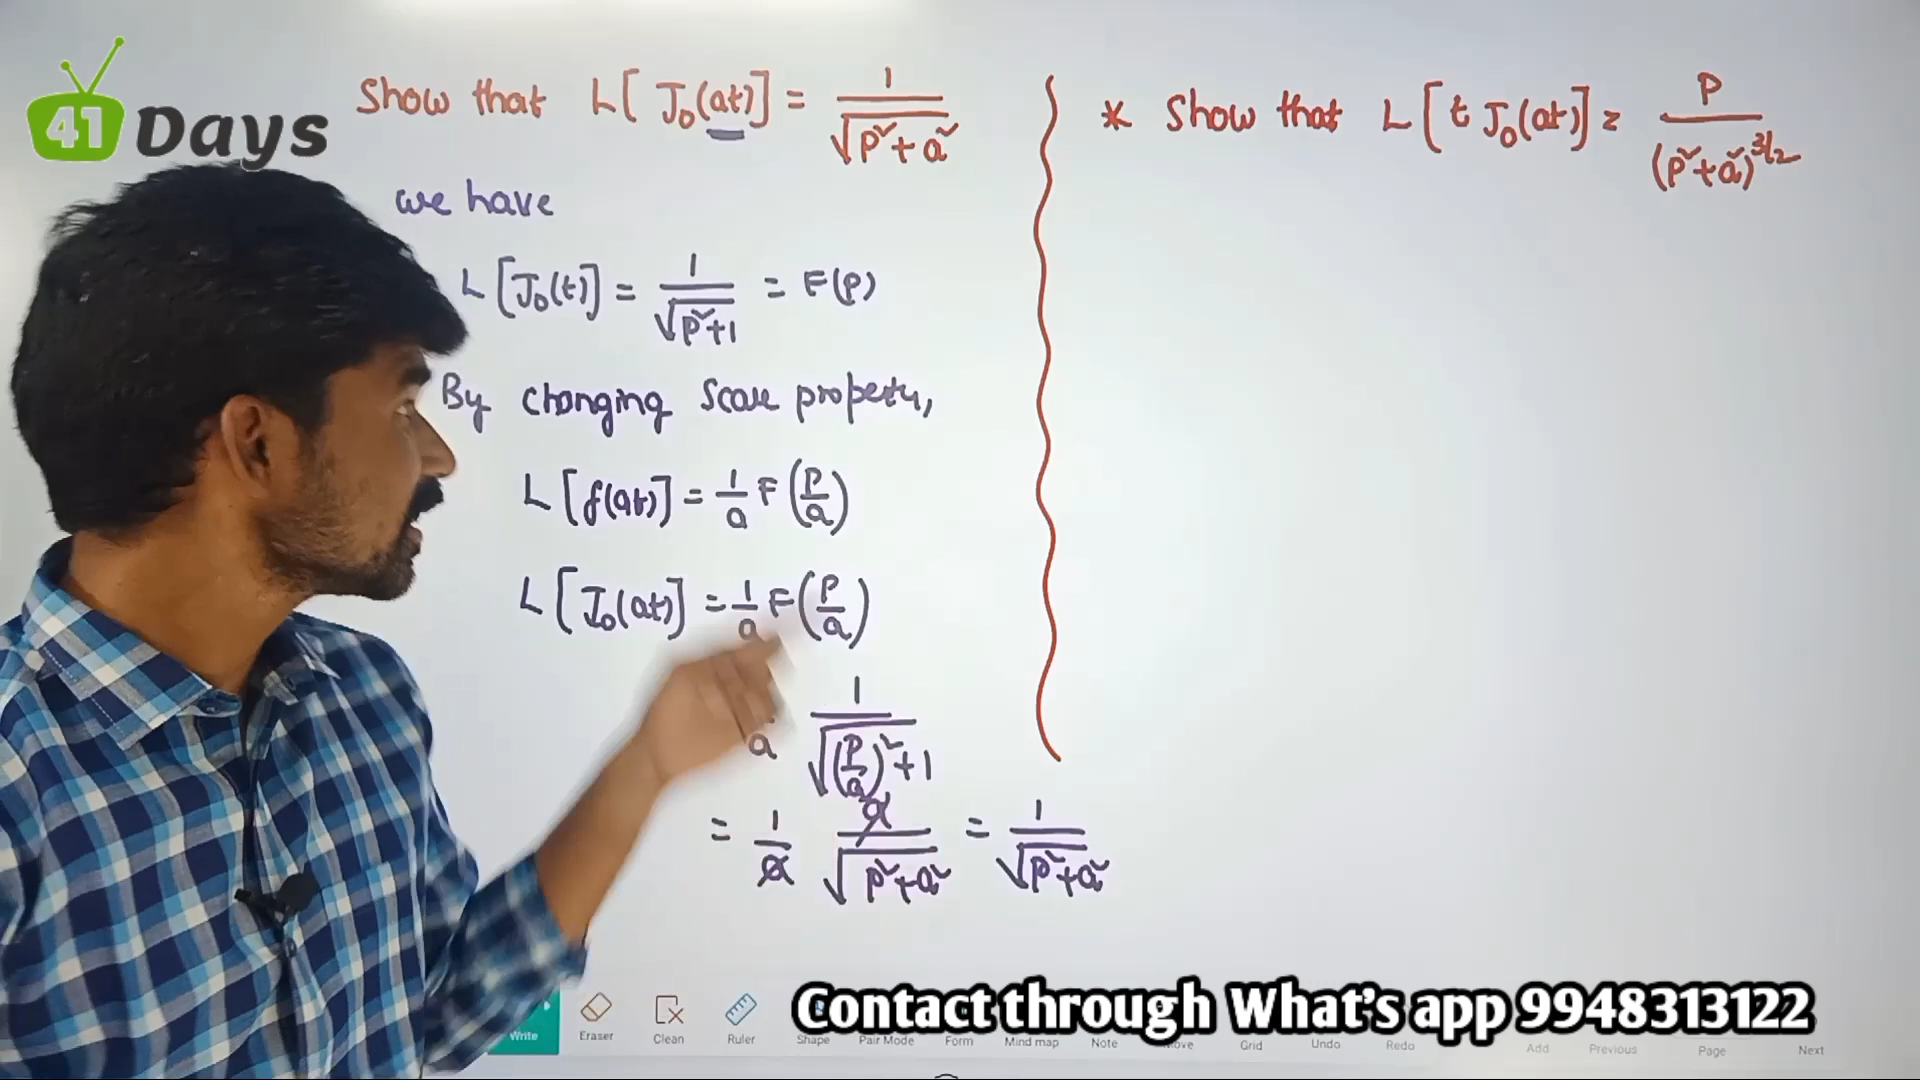 41 Days
Show that L[J₀(at)] = 1/√(p²+a²)
we have
L[J₀(t)] = 1/√(p²+1) = F(p)
By changing Scale property,
L[f(at)] = 1/a F(p/a)
L[J₀(at)] = 1/a F(p/a)
a 1/√((p/a)²+1)
= 1/a a/√(p²+a²) = 1/√(p²+a²)
* Show that L[t J₀(at)] = p/(p²+a²)^3/2
Contact through What's app 9948313122
Write Eraser Clean Ruler Shape Pair Mode Form Mind map Note Move Grid Undo Redo Add Previous Page Next